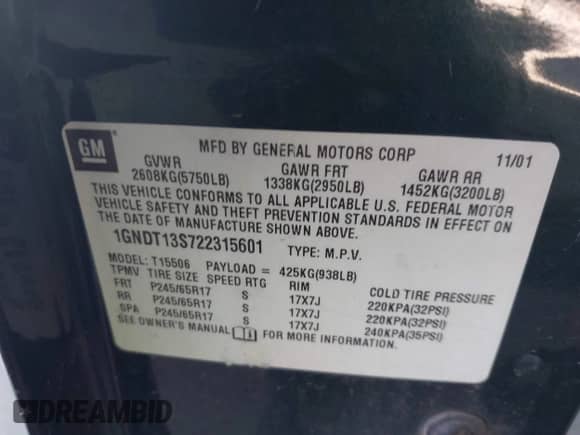 GM
MFD BY GENERAL MOTORS CORP 11/01
GVWR GAWR FRT GAWR RR
2608KG(5750LB) 1338KG(2950LB) 1452KG(3200LB)
THIS VEHICLE CONFORMS TO ALL APPLICABLE U.S. FEDERAL MOTOR
VEHICLE SAFETY AND THEFT PREVENTION STANDARDS IN EFFECT ON
THE DATE OF MANUFACTURE SHOWN ABOVE.
1GNDT13S722315601 TYPE: M.P.V.
MODEL: T15506 PAYLOAD = 425KG(938LB)
TPMV TIRE SIZE SPEED RTG RIM COLD TIRE PRESSURE
FRT P245/65R17 S 17X7J 220KPA(32PSI)
RR P245/65R17 S 17X7J 220KPA(32PSI)
SPA P245/65R17 S 17X7J 240KPA(35PSI)
SEE OWNER'S MANUAL FOR MORE INFORMATION.
DREAMBID